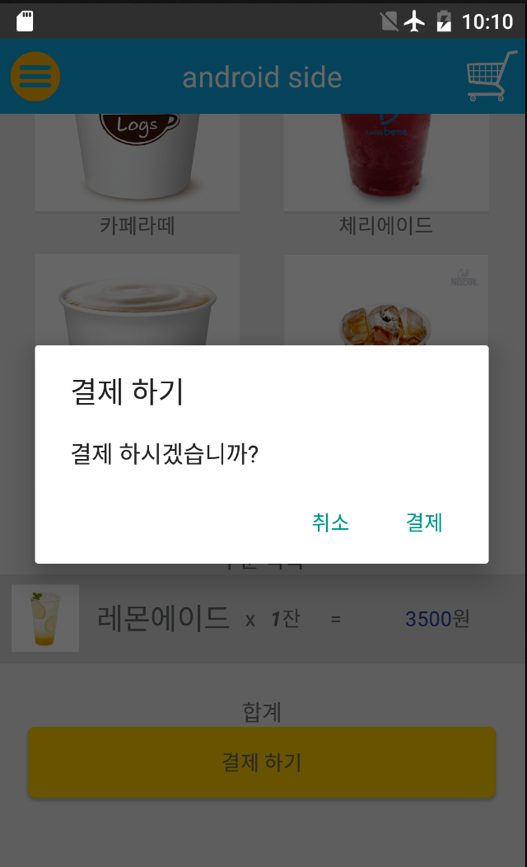 10:10
android side
Logs
caffé bene
카페라떼
체리에이드
결제 하기
결제 하시겠습니까?
취소 결제
레몬에이드 x 1잔 = 3500원
합계
결제 하기